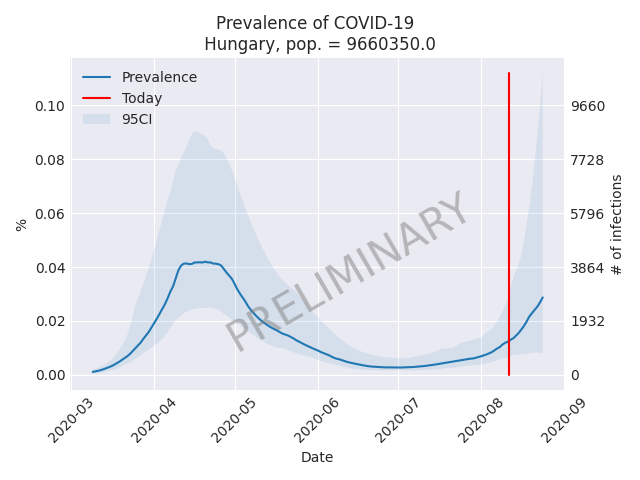 Prevalence of COVID-19
Hungary, pop. = 9660350.0
Prevalence
Today
95CI
%
0.10
0.08
0.06
0.04
0.02
0.00
9660
7728
5796
3864
1932
0
# of infections
PRELIMINARY
2020-03
2020-04
2020-05
2020-06
2020-07
2020-08
2020-09
Date